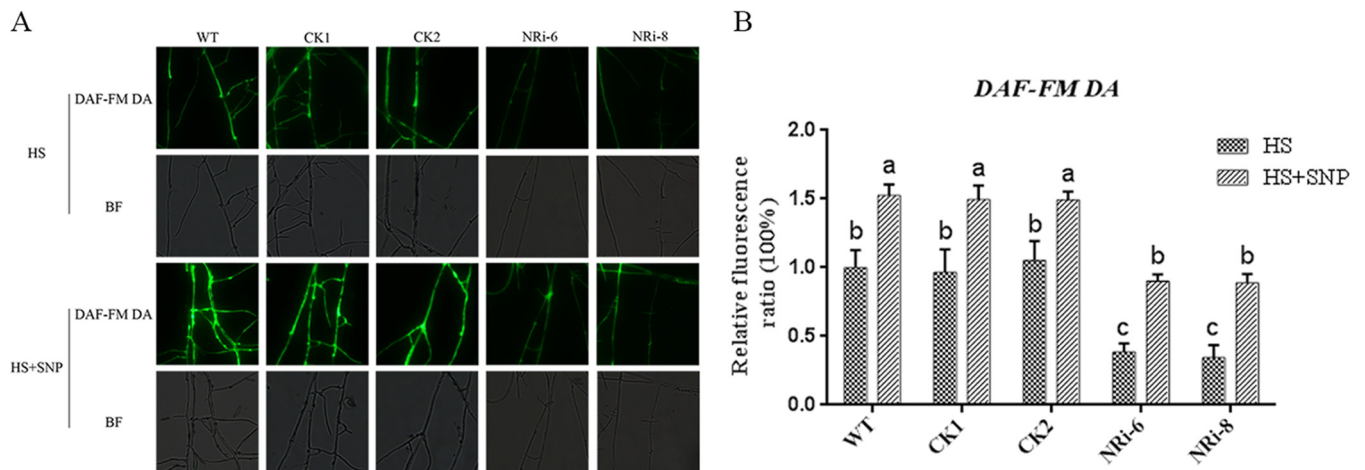 A
WT CK1 CK2 NRi-6 NRi-8
DAF-FM DA
HS
BF
DAF-FM DA
HS+SNP
BF
B
DAF-FM DA
HS
HS+SNP
Relative fluorescence
ratio (100%)
2.0
1.5
1.0
0.5
0.0
b a b a b a c b c b
WT CK1 CK2 NRi-6 NRi-8